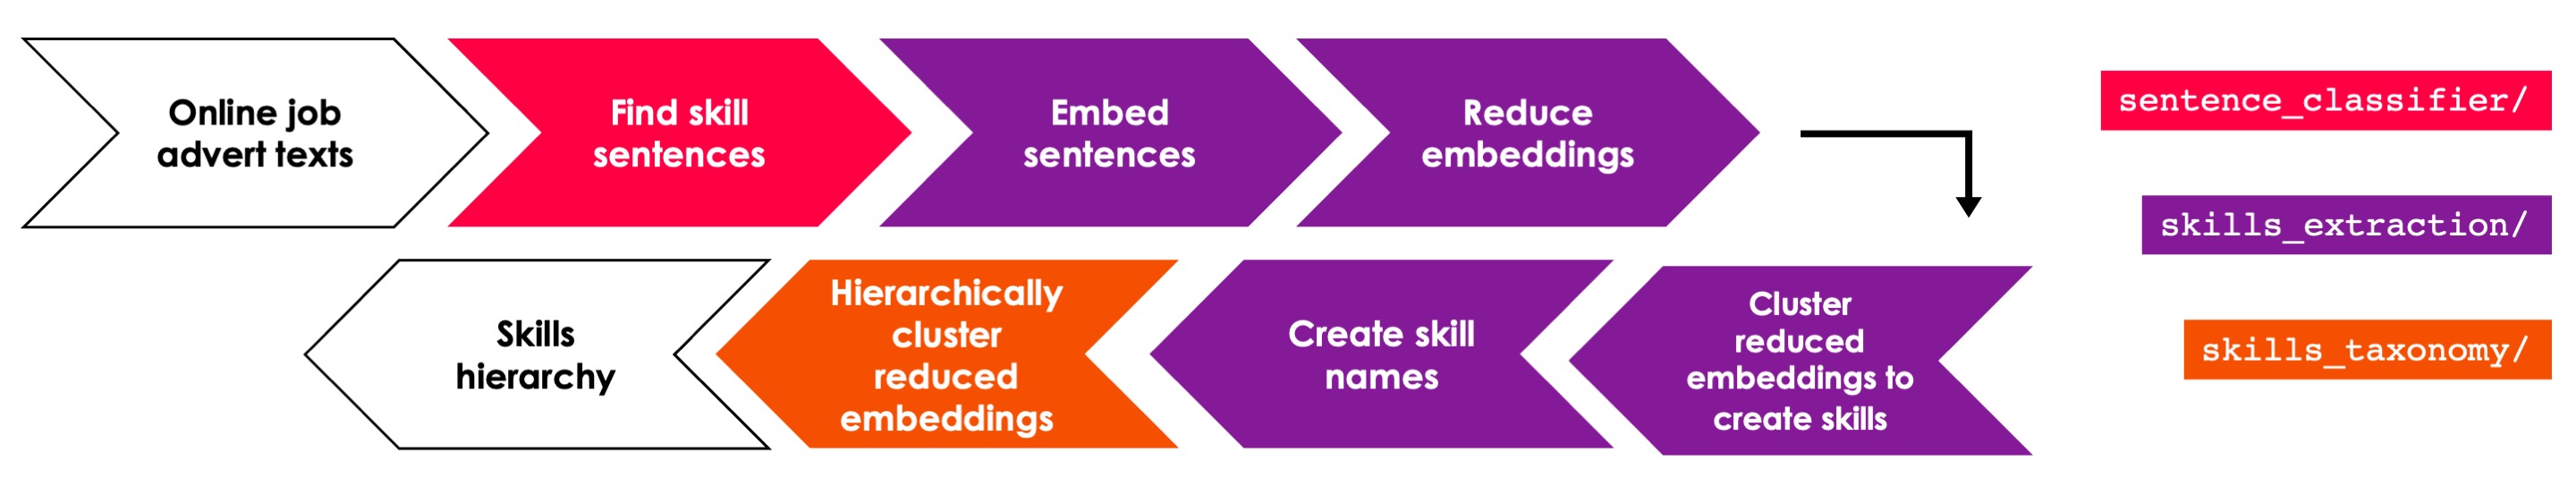 Online job
advert texts
Find skill
sentences
Embed
sentences
Reduce
embeddings
Cluster
reduced
embeddings to
create skills
Create skill
names
Hierarchically
cluster
reduced
embeddings
Skills
hierarchy
sentence_classifier/
skills_extraction/
skills_taxonomy/